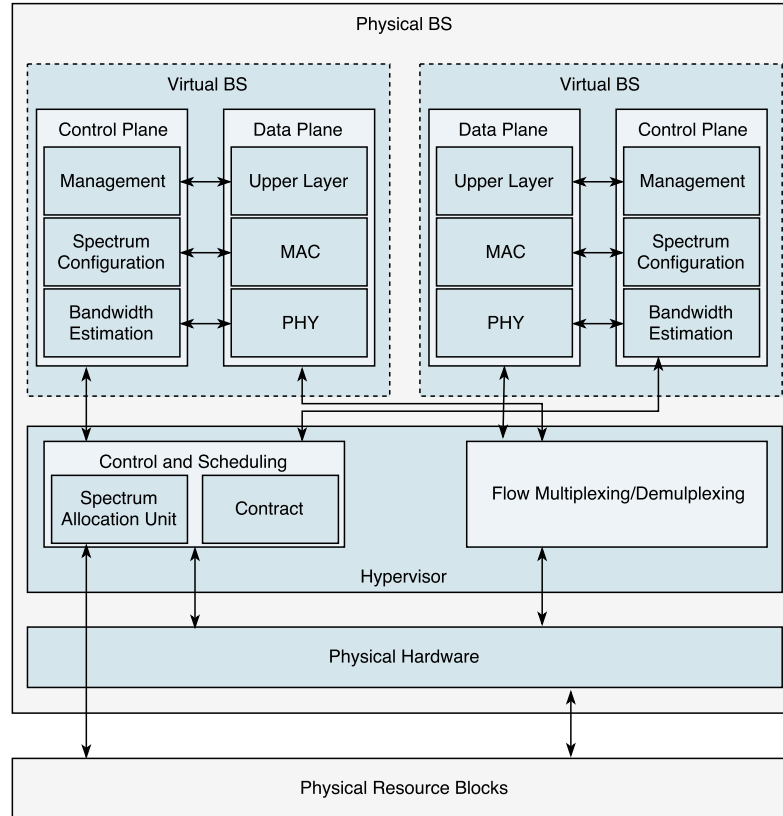 Physical BS
Virtual BS
Control Plane
Management
Spectrum
Configuration
Bandwidth
Estimation
Data Plane
Upper Layer
MAC
PHY
Virtual BS
Data Plane
Upper Layer
MAC
PHY
Control Plane
Management
Spectrum
Configuration
Bandwidth
Estimation
Control and Scheduling
Spectrum
Allocation Unit
Contract
Flow Multiplexing/Demulplexing
Hypervisor
Physical Hardware
Physical Resource Blocks